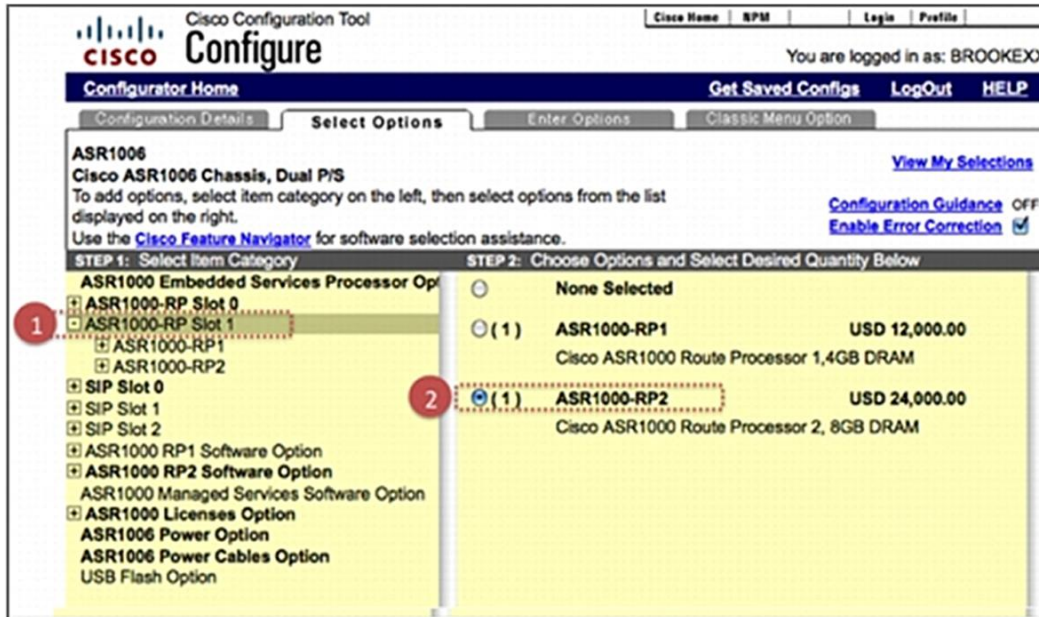 Cisco Home | NPM | Login | Profile
cisco
Cisco Configuration Tool
Configure
You are logged in as: BROOKEXX
Configurator Home Get Saved Configs LogOut HELP
Configuration Details Select Options Enter Options Classic Menu Option
ASR1006
Cisco ASR1006 Chassis, Dual P/S
To add options, select item category on the left, then select options from the list
displayed on the right.
Use the Cisco Feature Navigator for software selection assistance.
View My Selections
Configuration Guidance OFF
Enable Error Correction
STEP 1: Select Item Category
ASR1000 Embedded Services Processor Opt
ASR1000-RP Slot 0
1 ASR1000-RP Slot 1
ASR1000-RP1
ASR1000-RP2
SIP Slot 0
SIP Slot 1
SIP Slot 2
ASR1000 RP1 Software Option
ASR1000 RP2 Software Option
ASR1000 Managed Services Software Option
ASR1000 Licenses Option
ASR1006 Power Option
ASR1006 Power Cables Option
USB Flash Option
STEP 2: Choose Options and Select Desired Quantity Below
None Selected
(1) ASR1000-RP1 USD 12,000.00
Cisco ASR1000 Route Processor 1,4GB DRAM
2 (1) ASR1000-RP2 USD 24,000.00
Cisco ASR1000 Route Processor 2, 8GB DRAM